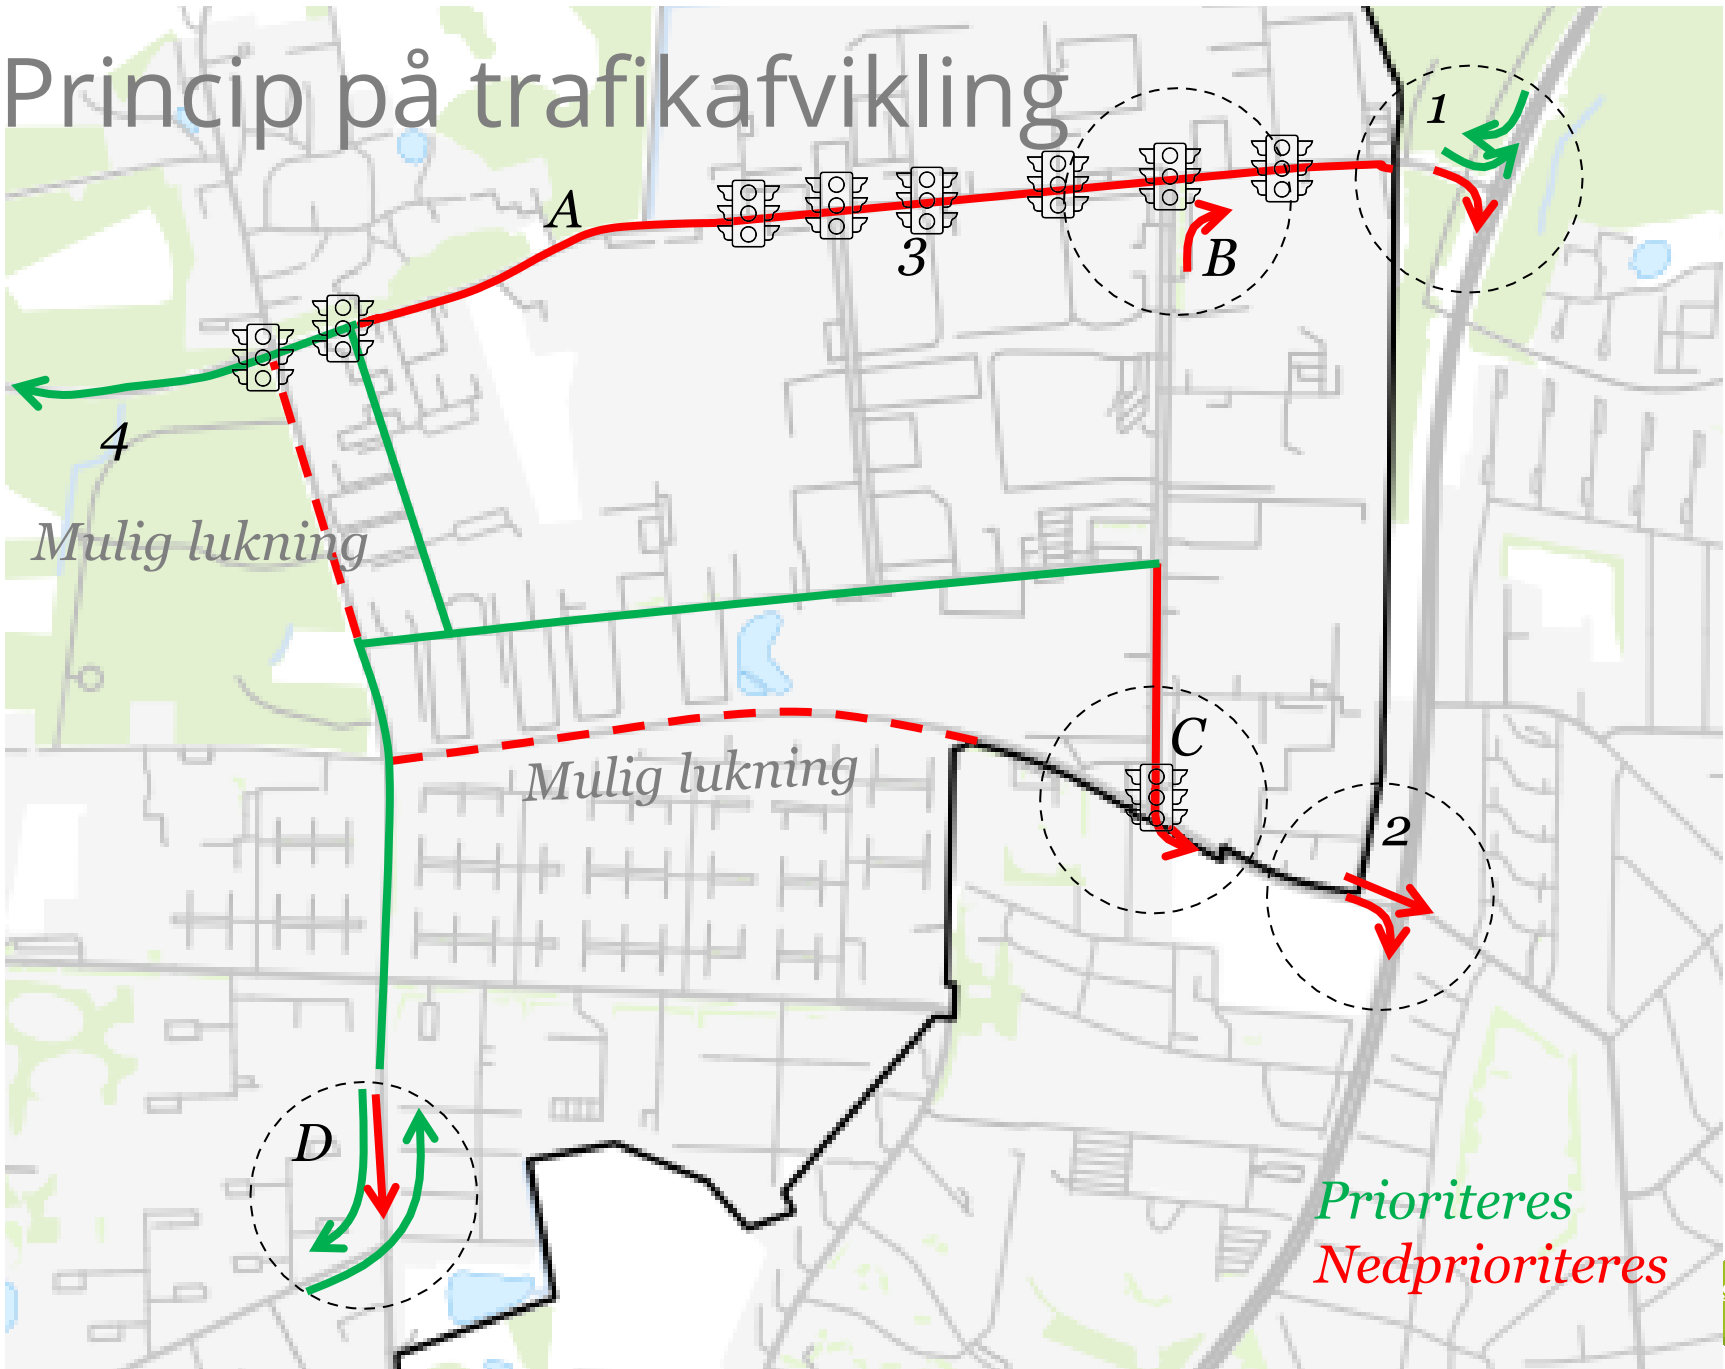 Princip på trafikafvikling
1
A
3
B
4
Mulig lukning
C
Mulig lukning
2
D
Prioriteres
Nedprioriteres